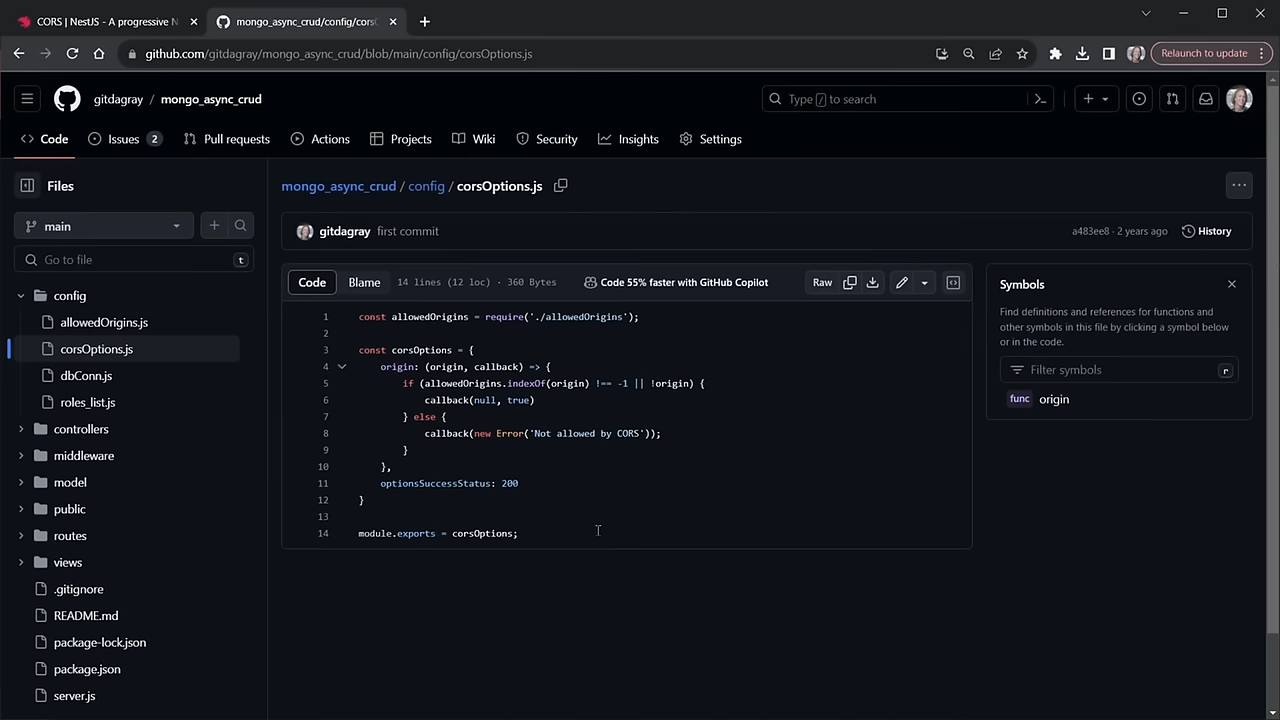 CORS | NestJS - A progressive N
mongo_async_crud/config/cors
github.com/gitdagray/mongo_async_crud/blob/main/config/corsOptions.js
Relaunch to update
gitdagray / mongo_async_crud
Type / to search
Code
Issues 2
Pull requests
Actions
Projects
Wiki
Security
Insights
Settings
Files
main
Go to file t
config
allowedOrigins.js
corsOptions.js
dbConn.js
roles_list.js
controllers
middleware
model
public
routes
views
.gitignore
README.md
package-lock.json
package.json
server.js
mongo_async_crud / config / corsOptions.js
gitdagray first commit
a483ee8 · 2 years ago
History
Code
Blame
14 lines (12 loc) · 360 Bytes
Code 55% faster with GitHub Copilot
Raw
1 const allowedOrigins = require('./allowedOrigins');
2
3 const corsOptions = {
4 origin: (origin, callback) => {
5 if (allowedOrigins.indexOf(origin) !== -1 || !origin) {
6 callback(null, true)
7 } else {
8 callback(new Error('Not allowed by CORS'));
9 }
10 },
11 optionsSuccessStatus: 200
12 }
13
14 module.exports = corsOptions;
Symbols
Find definitions and references for functions and
other symbols in this file by clicking a symbol below
or in the code.
Filter symbols r
func origin